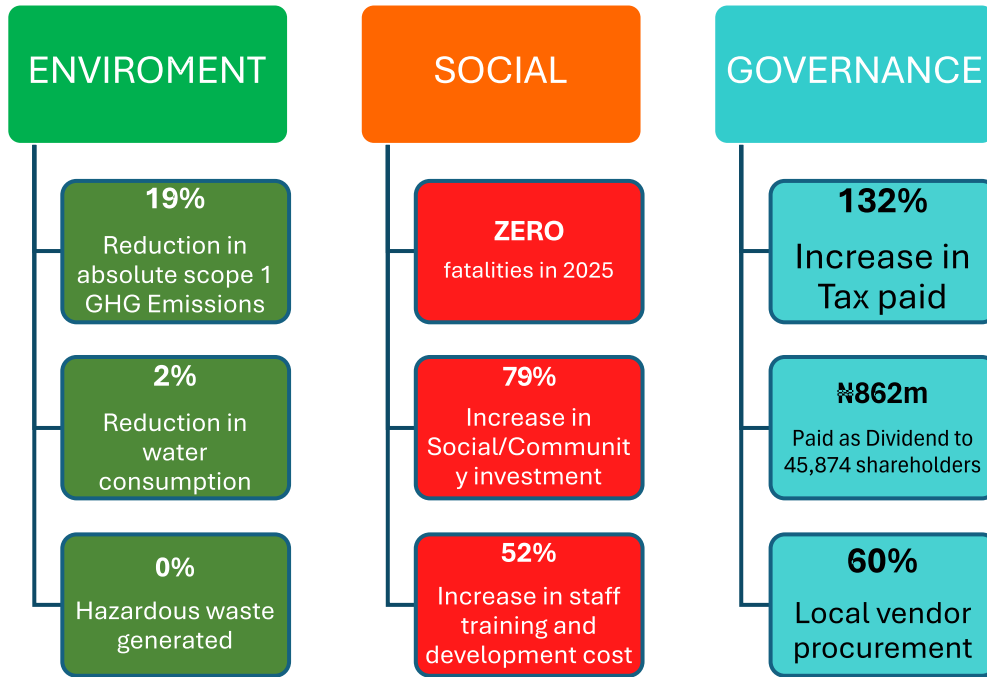 ENVIROMENT
19%
Reduction in
absolute scope 1
GHG Emissions
2%
Reduction in
water
consumption
0%
Hazardous waste
generated
SOCIAL
ZERO
fatalities in 2025
79%
Increase in
Social/Communit
y investment
52%
Increase in staff
training and
development cost
GOVERNANCE
132%
Increase in
Tax paid
₦862m
Paid as Dividend to
45,874 shareholders
60%
Local vendor
procurement